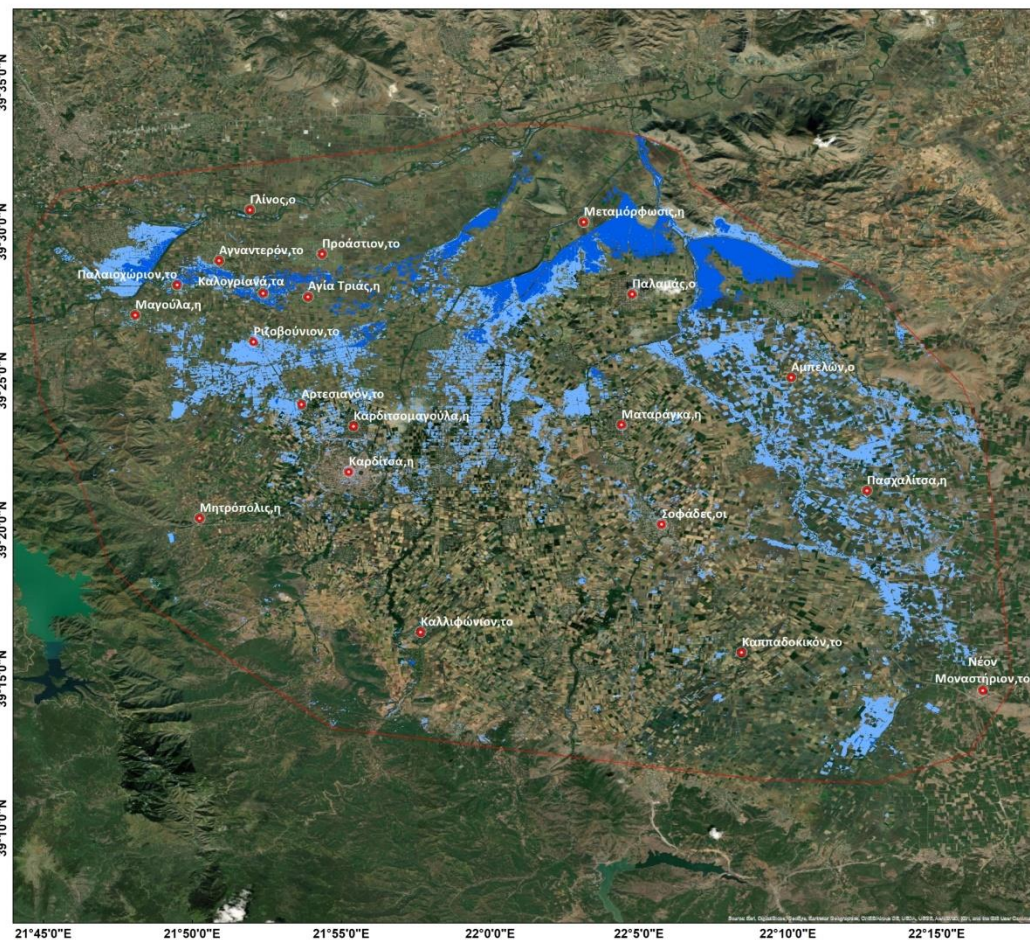 39°35'0"N
Γλίνος,ο
39°30'0"N
Μεταμόρφωσις,η
Προάστιον,το
Αγναντερόν,το
Παλαιοχώριον,το
Καλογριανά,τα
Αγία Τριάς,η
Παλαμάς,ο
Μαγούλα,η
Ριζοβούνιον,το
39°25'0"N
Αμπελών,ο
Αρτεσιανόν,το
Καρδιτσομαγούλα,η
Ματαράγκα,η
Καρδίτσα,η
Πασχαλίτσα,η
Μητρόπολις,η
39°20'0"N
Σοφάδες,οι
Καλλιφώνιον,το
Καππαδοκικόν,το
39°15'0"N
Νέον
Μοναστήριον,το
39°10'0"N
21°45'0"E 21°50'0"E 21°55'0"E 22°0'0"E 22°5'0"E 22°10'0"E 22°15'0"E